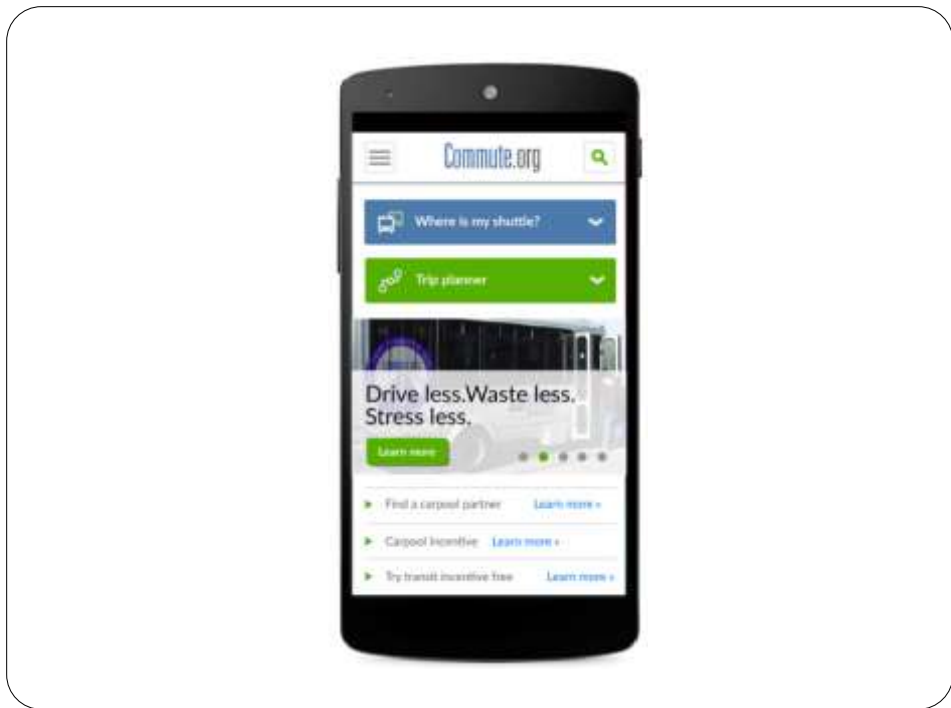 Commute.org
Where is my shuttle?
Trip planner
Drive less.Waste less.
Stress less.
Learn more
Find a carpool partner Learn more »
Carpool incentive Learn more »
Try transit incentive free Learn more »